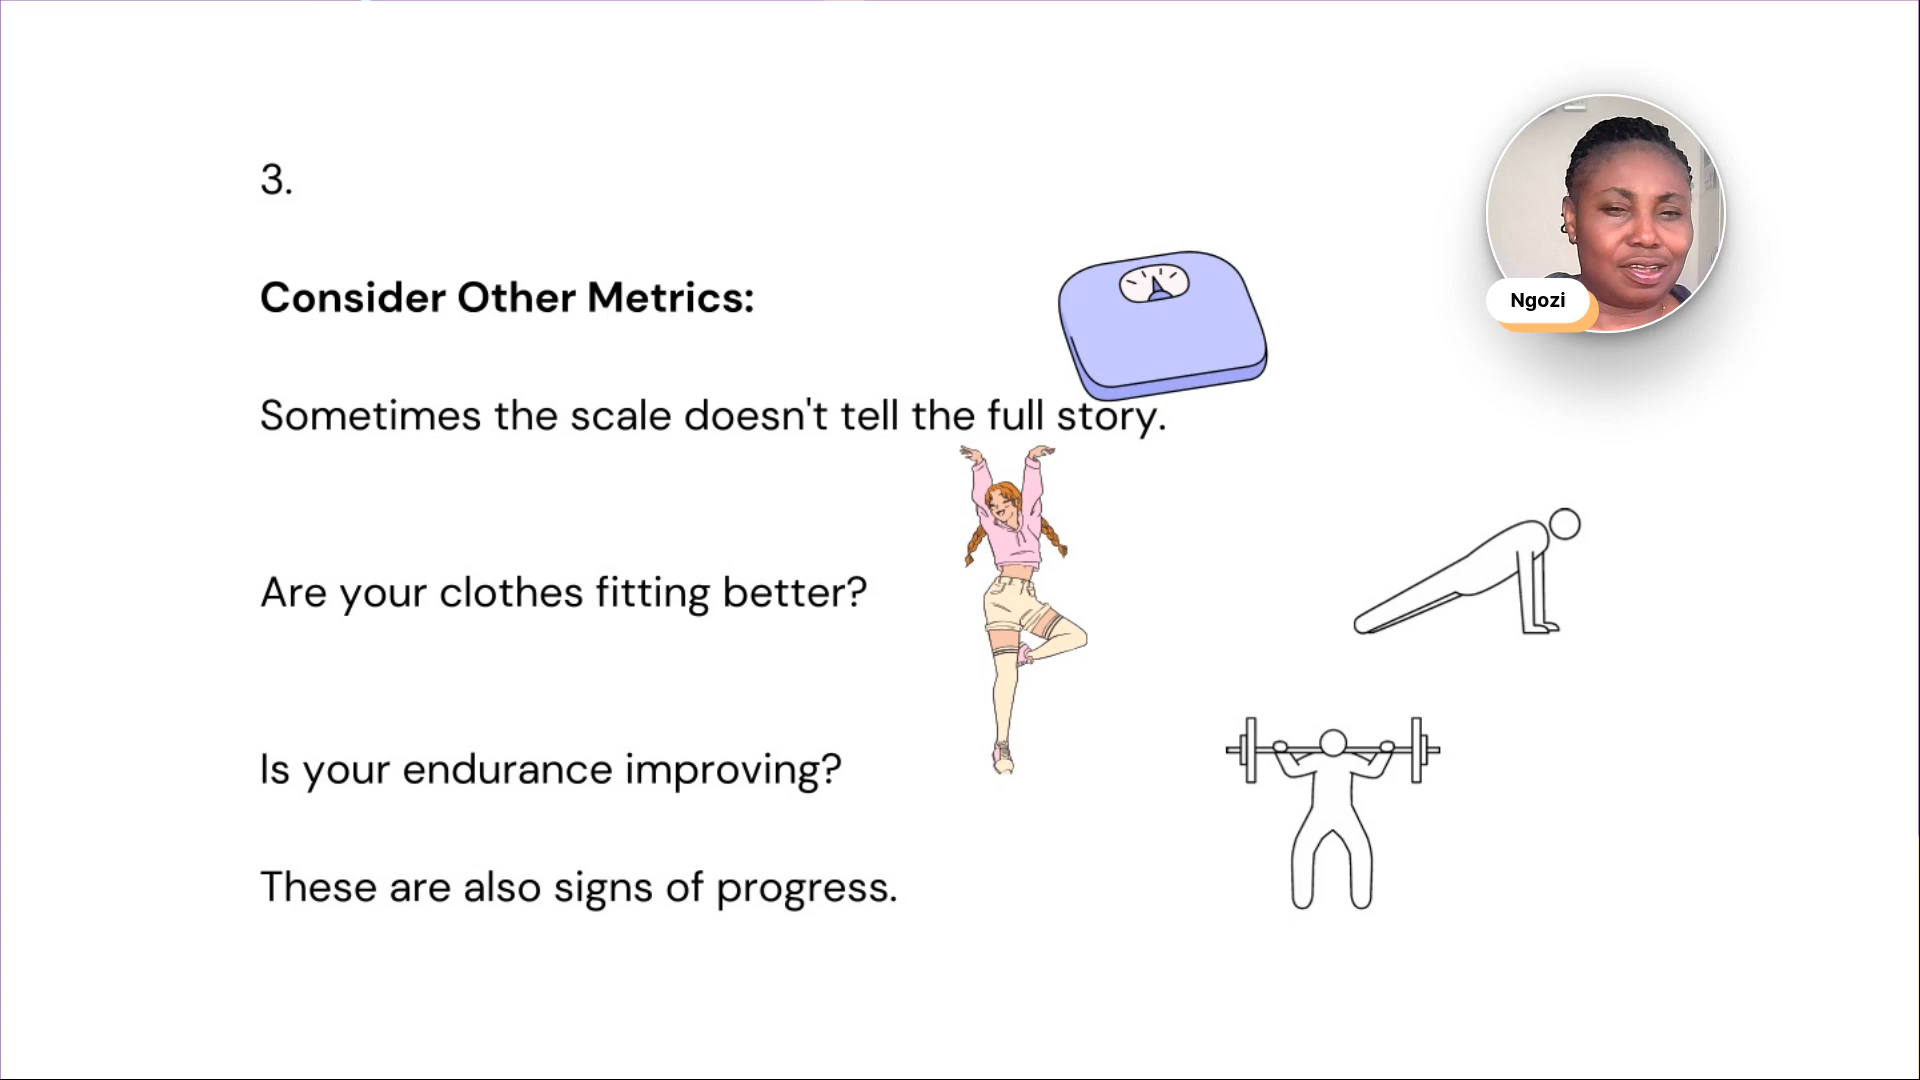 3.
Consider Other Metrics:
Sometimes the scale doesn't tell the full story.
Are your clothes fitting better?
Is your endurance improving?
These are also signs of progress.
Ngozi